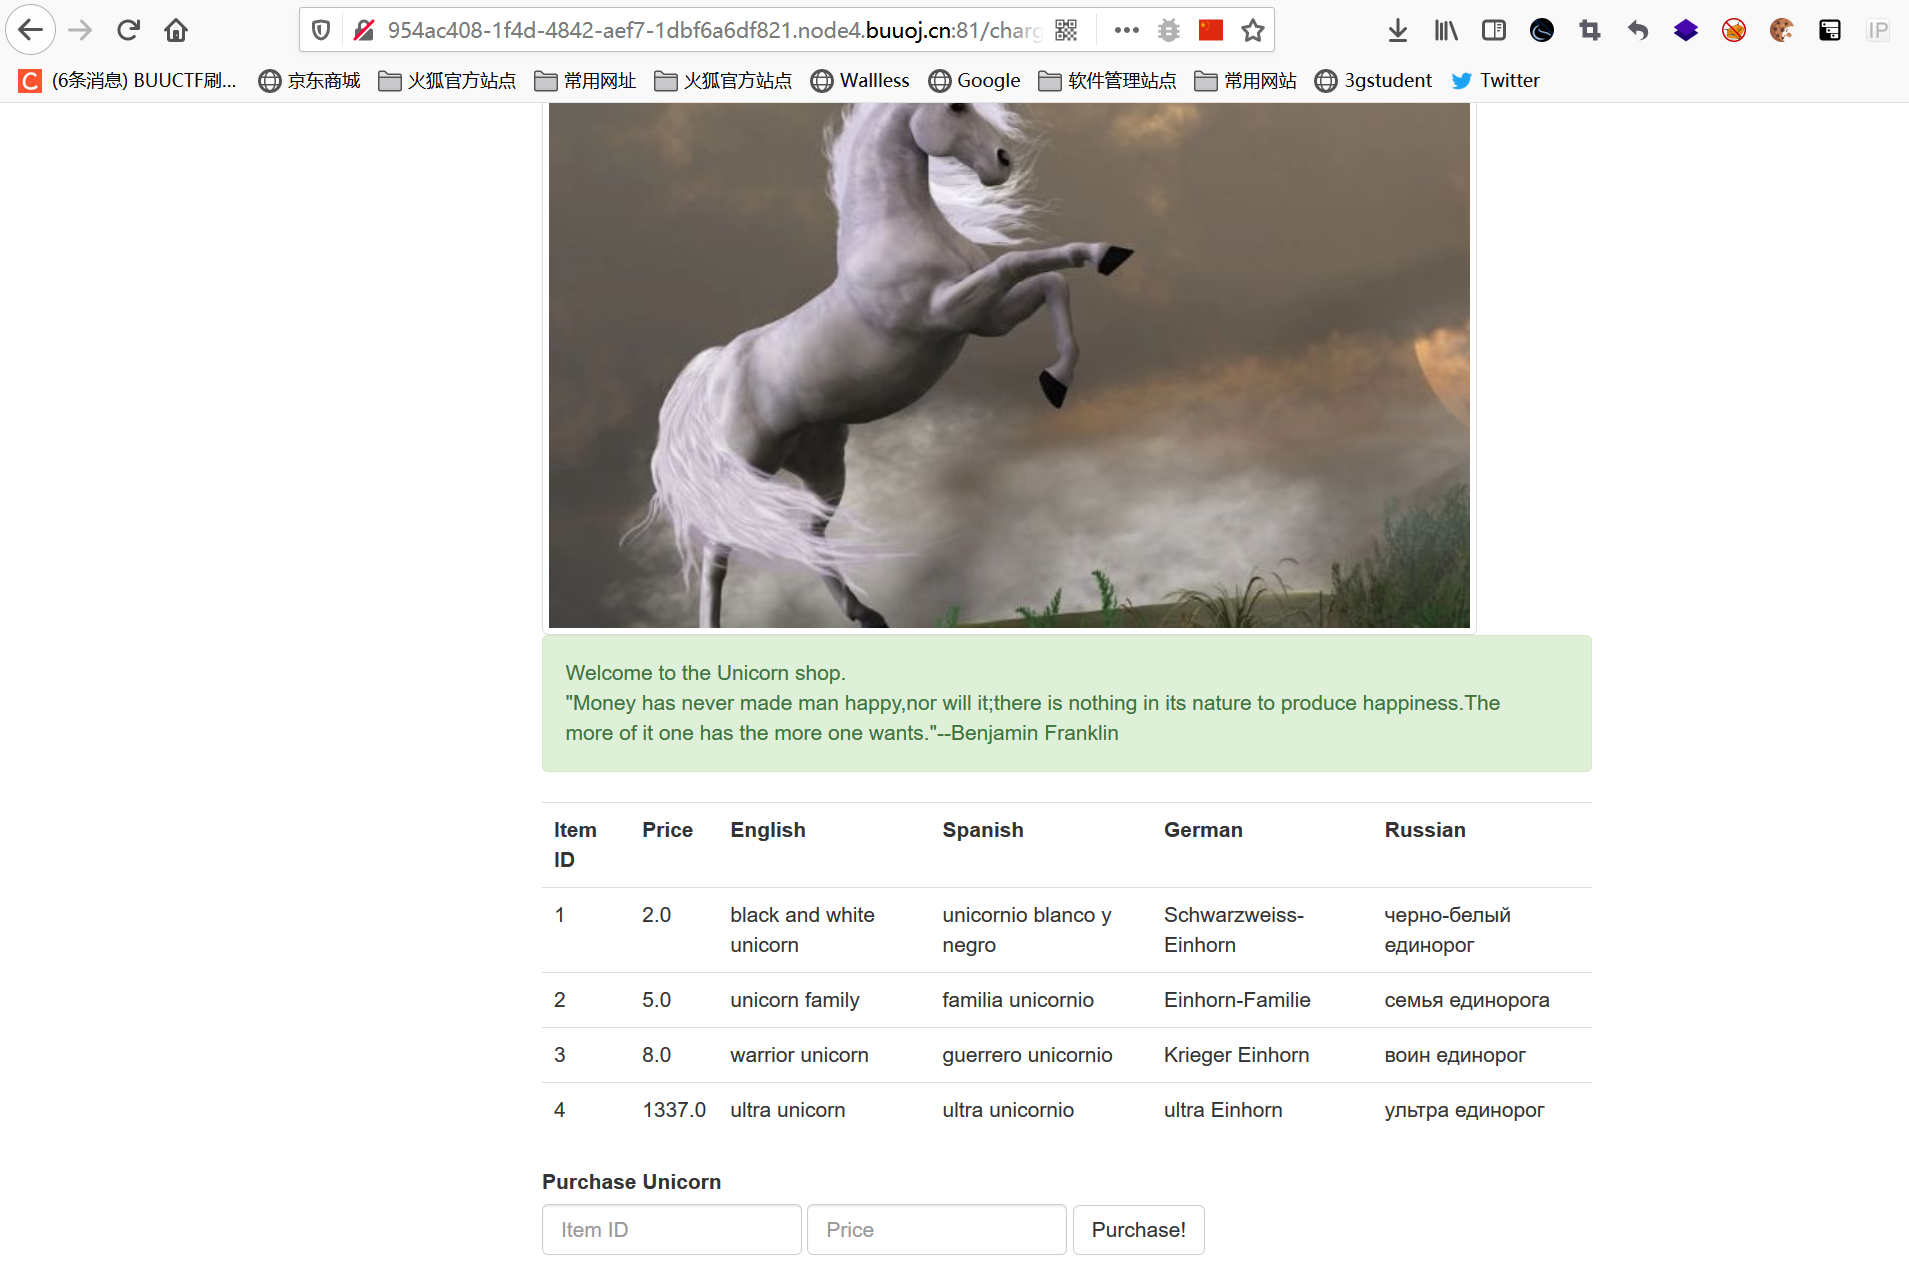 954ac408-1f4d-4842-aef7-1dbf6a6df821.node4.buuoj.cn:81/charg
IP
C (6条消息) BUUCTF刷... 京东商城 火狐官方站点 常用网址 火狐官方站点 Wallless Google 软件管理站点 常用网站 3gstudent Twitter
Welcome to the Unicorn shop.
"Money has never made man happy,nor will it;there is nothing in its nature to produce happiness.The
more of it one has the more one wants."--Benjamin Franklin
Item ID Price English Spanish German Russian
1 2.0 black and white unicorn unicornio blanco y negro Schwarzweiss-Einhorn черно-белый единорог
2 5.0 unicorn family familia unicornio Einhorn-Familie семья единорога
3 8.0 warrior unicorn guerrero unicornio Krieger Einhorn воин единорог
4 1337.0 ultra unicorn ultra unicornio ultra Einhorn ультра единорог
Purchase Unicorn
Item ID Price Purchase!